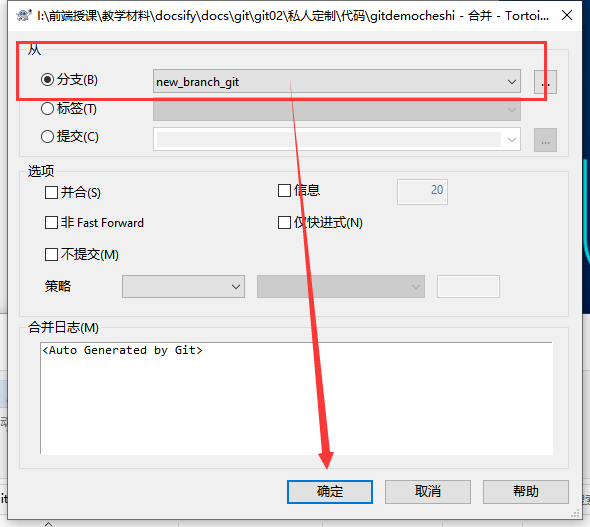 I:\前端授课\教学材料\docsify\docs\git\git02\私人定制\代码\gitdemocheshi - 合并 - Tortoi...
从
分支(B)
new_branch_git
...
标签(T)
提交(C)
...
选项
并合(S)
信息
20
非 Fast Forward
仅快进式(N)
不提交(M)
策略
合并日志(M)
<Auto Generated by Git>
确定
取消
帮助